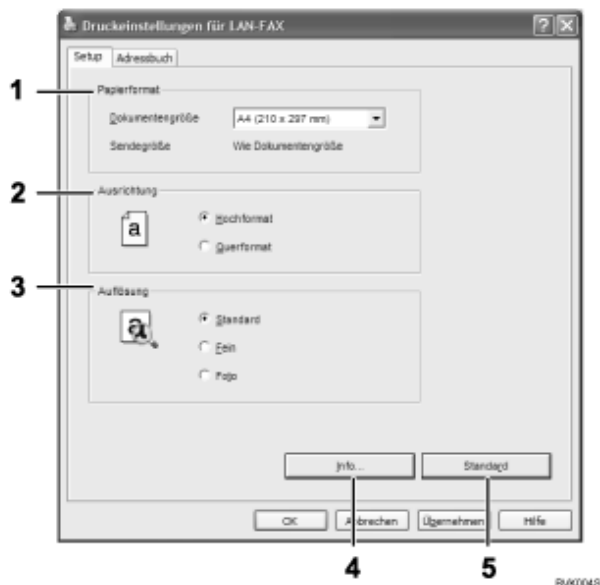 Druckeinstellungen für LAN-FAX
Setup Adressbuch
1 Papierformat
Dokumentengröße A4 (210 x 297 mm)
Sendegröße Wie Dokumentengröße
2 Ausrichtung
a Hochformat
Querformat
3 Auflösung
a Standard
Fein
Foto
Info... Standard
OK Abbrechen Übernehmen Hilfe
4 5